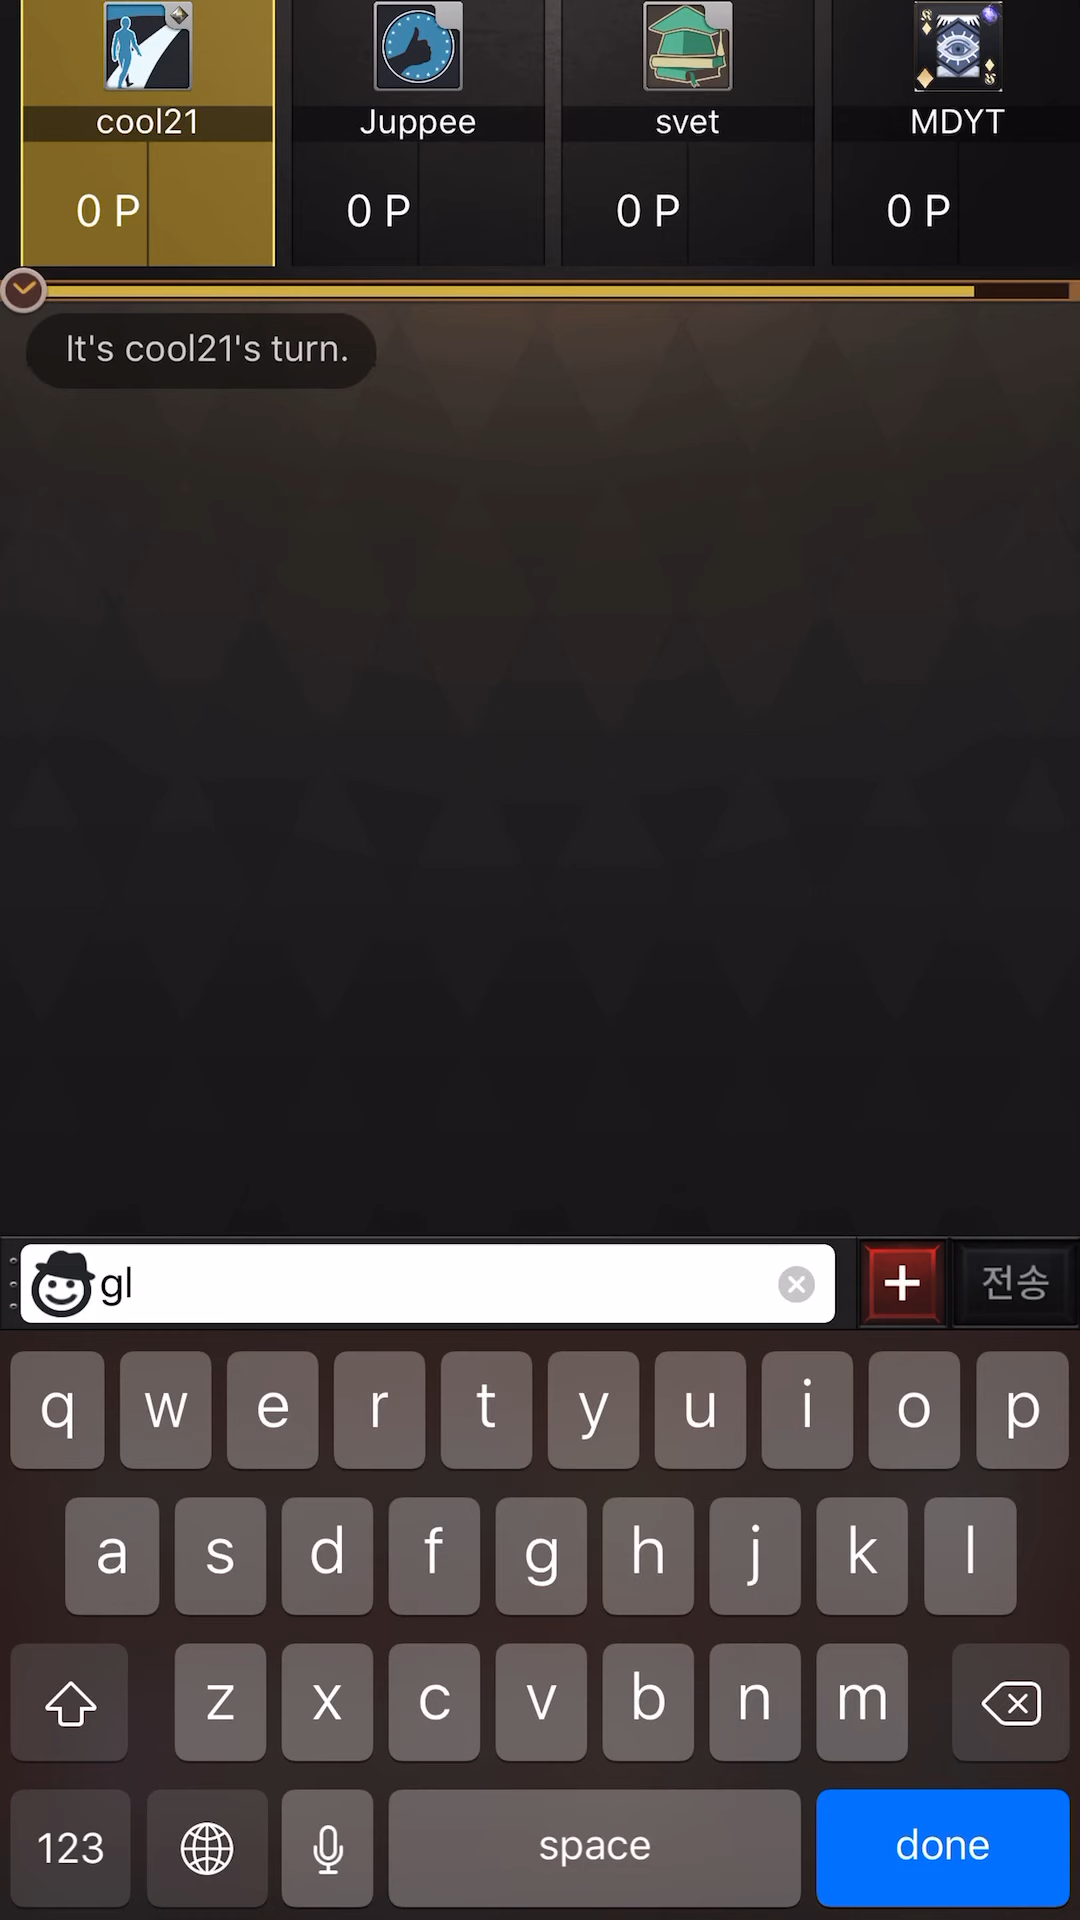 cool21 Juppee svet MDYT
0 P 0 P 0 P 0 P
It's cool21's turn.
gl
전송
q w e r t y u i o p
a s d f g h j k l
z x c v b n m
123 space done